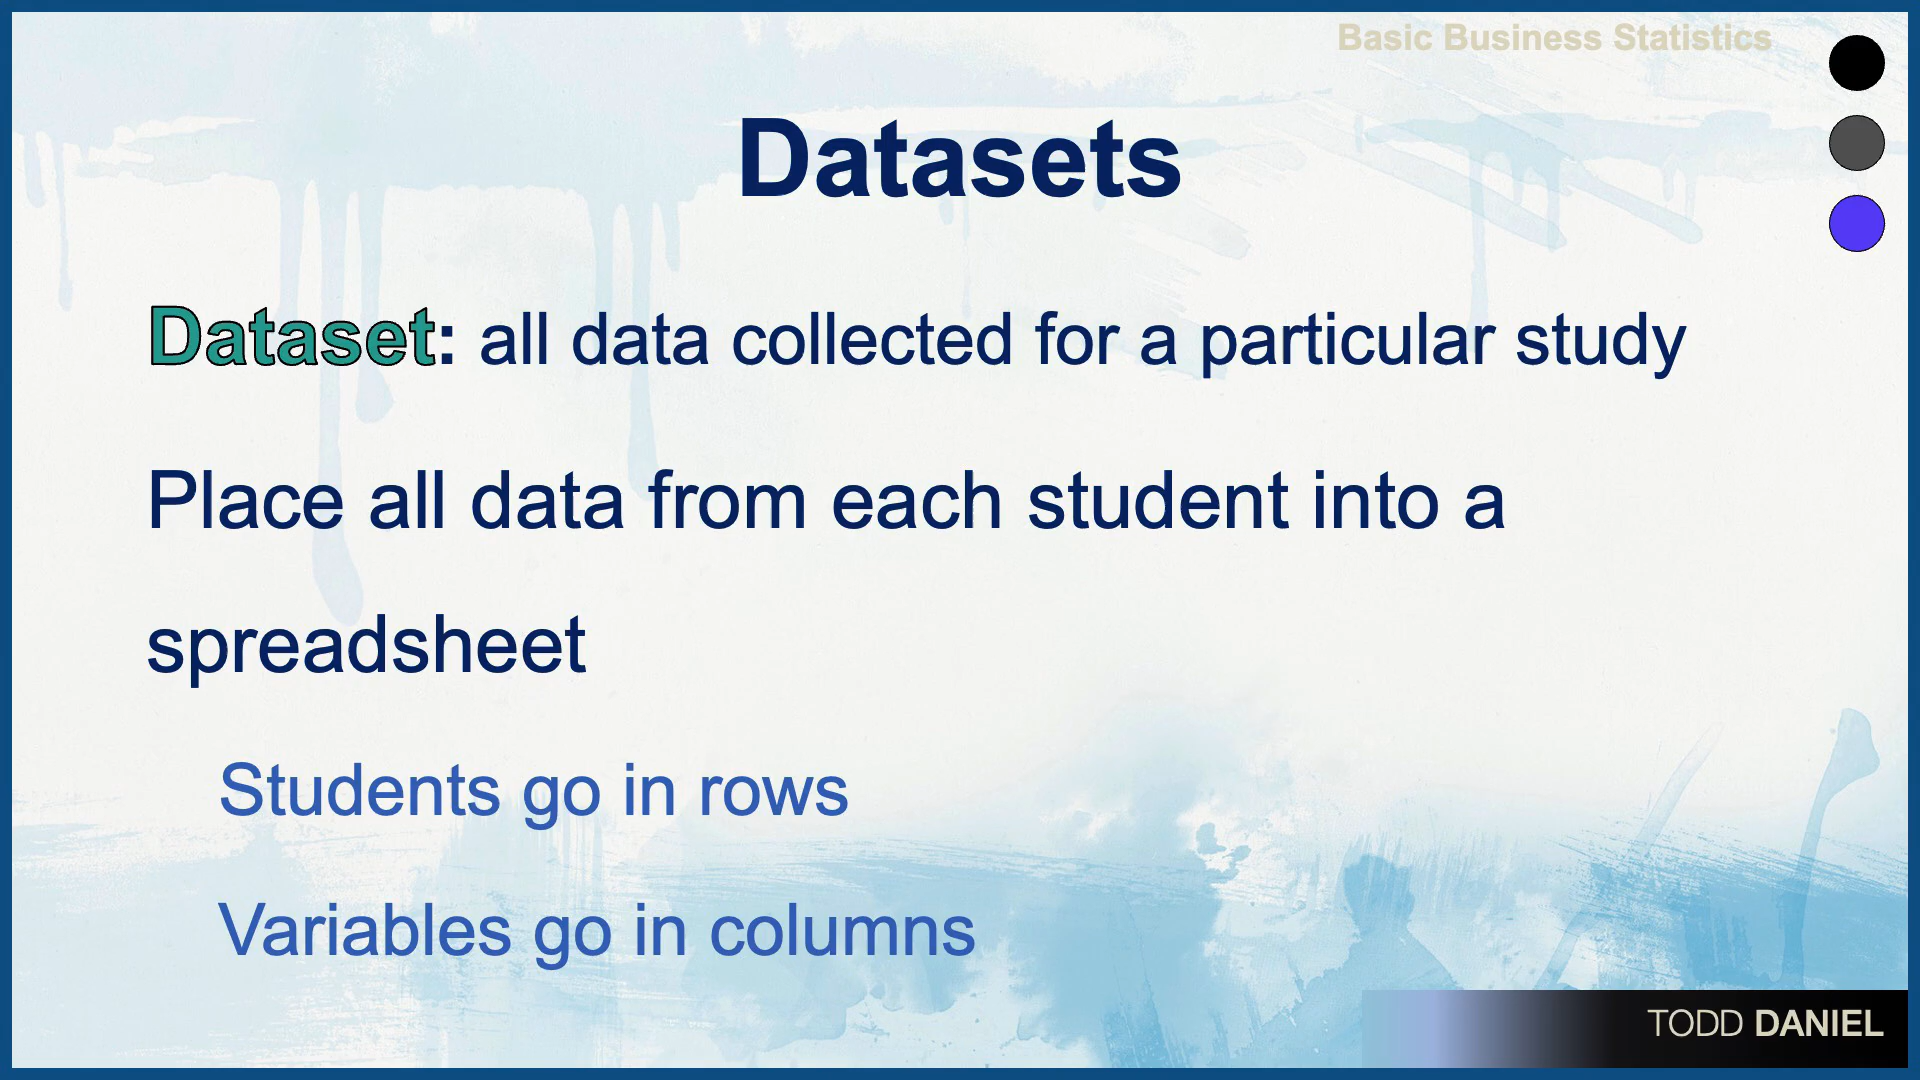 Basic Business Statistics
Datasets
Dataset: all data collected for a particular study
Place all data from each student into a
spreadsheet
Students go in rows
Variables go in columns
TODD DANIEL